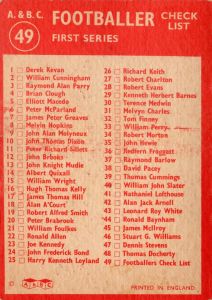 A. & B.C. FOOTBALLER CHECK LIST
49 FIRST SERIES
1 Derek Kevan
2 William Cunningham
3 Raymond Alan Parry
4 Brian Clough
5 Elliott
6 Peter McParland
7 James Peter Greaves
8 Melvin Hopkins
9 John Alan Molyneux
10 John Thomas Dixon
11 Peter Richard Sillett
12 John Brooks
13 John Knight Mudie
14 Albert Quixall
15 William Wright
16 Hugh Thomas Kelly
17 James Thomas Hill
18 Alan A'Court
19 Robert Alfred Smith
20 Peter Brabrook
21 William Foulkes
22 Ronald Allen
23 Joe Kennedy
24 John Frederick Bond
25 Harry Kenneth Leyland
26 Richard Keith
27 Robert Charlton
28 Robert Evans
29 Kenneth Herbert Barnes
30 Terence Medwin
31 Melvyn Charles
32 Tom Finney
33 William Perry
34 Robert Morton
35 John Hewie
36 Rodney Froggatt
37 Raymond Barlow
38 David Pacey
39 Thomas Cummings
40 William John Slater
41 Nathaniel Lofthouse
42 Alan Jack Arnell
43 Leonard Roy White
44 Ronald Baynham
45 James McIlroy
46 Stuart G. Williams
47 Dennis Stevens
48 Thomas Docherty
49 Footballers Check List
© A.&B.C.
PRINTED IN ENGLAND